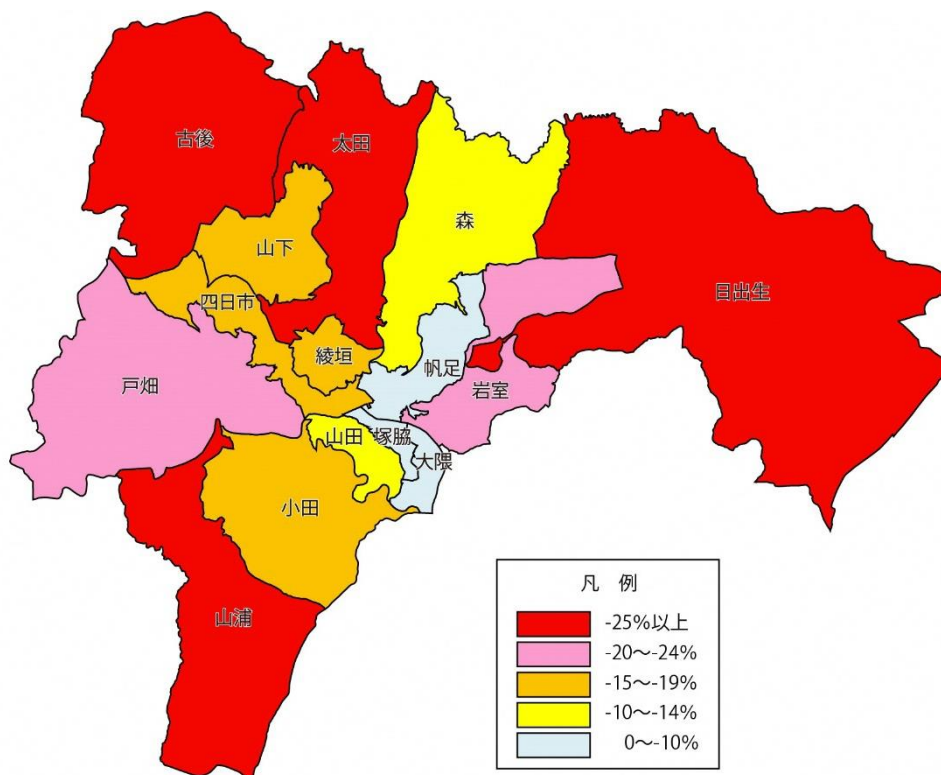 古後
太田
森
山下
日出生
四日市
綾垣
帆足
戸畑
岩室
山田
塚脇
大隈
小田
山浦
凡 例
-25%以上
-20〜-24%
-15〜-19%
-10〜-14%
0〜-10%